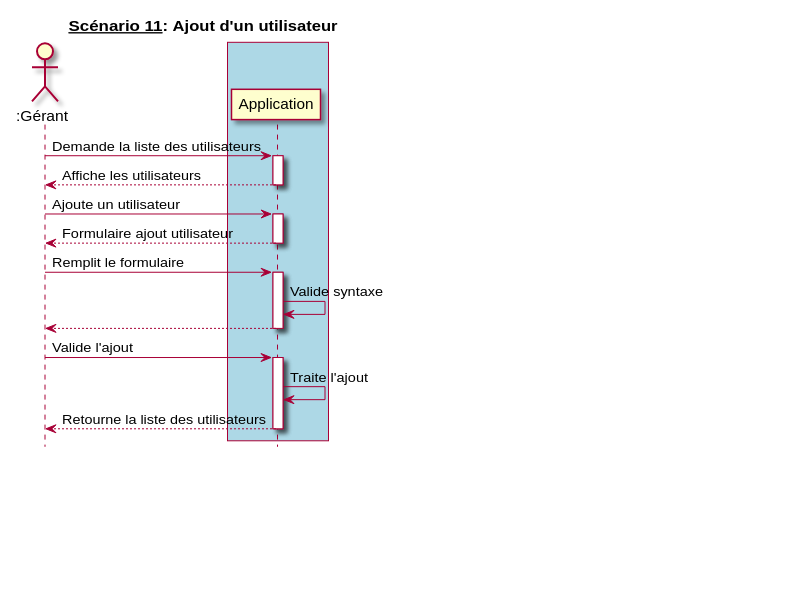 Scénario 11: Ajout d'un utilisateur
:Gérant
Application
Demande la liste des utilisateurs
Affiche les utilisateurs
Ajoute un utilisateur
Formulaire ajout utilisateur
Remplit le formulaire
Valide syntaxe
Valide l'ajout
Traite l'ajout
Retourne la liste des utilisateurs